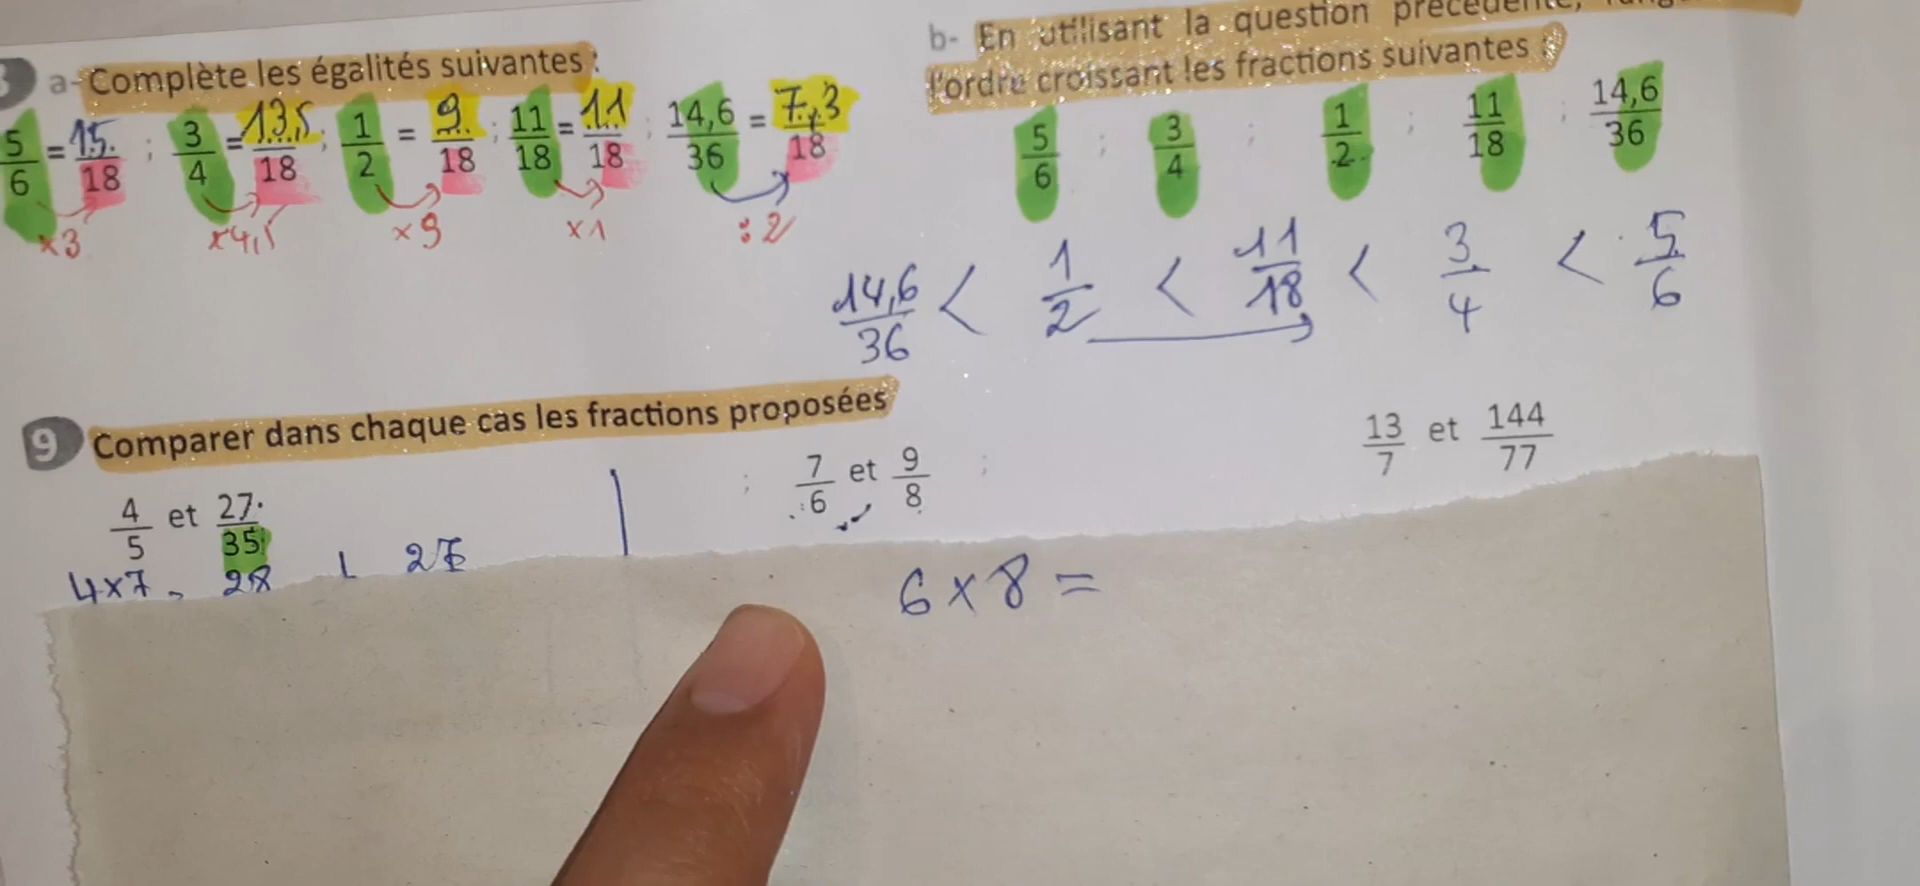 a- Complète les égalités suivantes :
5/6 = 15/18 ; 3/4 = 13,5/18 ; 1/2 = 9/18 ; 11/18 = 11/18 ; 14,6/36 = 7,3/18
×3 ×4,5 ×9 ×1 :2
b- En utilisant la question précédente,
l'ordre croissant les fractions suivantes :
5/6 ; 3/4 ; 1/2 ; 11/18 ; 14,6/36
14,6/36 < 1/2 < 11/18 < 3/4 < 5/6
9 Comparer dans chaque cas les fractions proposées
4/5 et 27/35 ; 7/6 et 9/8 ; 13/7 et 144/77
4×7 28
6×8=